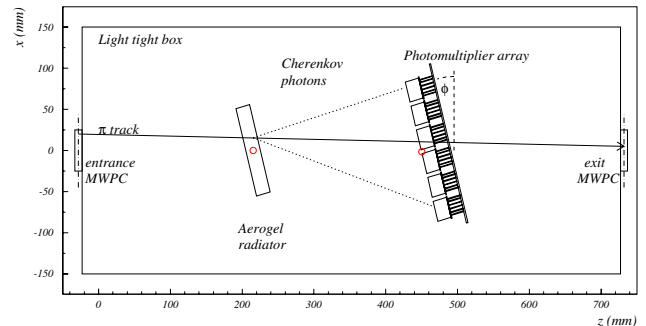 x (mm)
150
100
50
0
-50
-100
-150
Light tight box
Cherenkov
photons
Photomultiplier array
ϕ
π track
entrance
MWPC
exit
MWPC
Aerogel
radiator
0 100 200 300 400 500 600 700
z (mm)